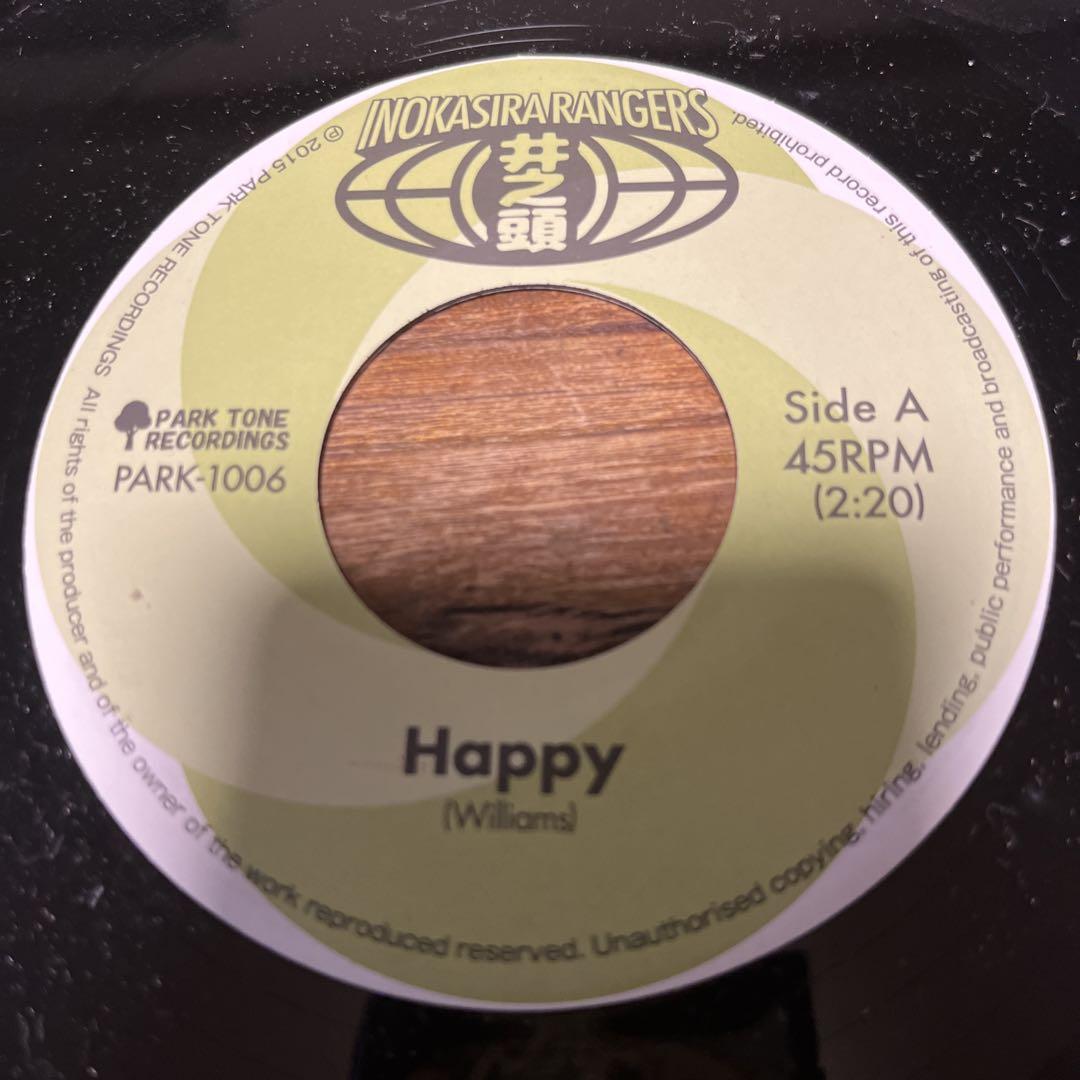 INOKASIRA RANGERS
井之頭
PARK TONE
RECORDINGS
PARK-1006
Side A
45RPM
(2:20)
Happy
(Williams)
℗ 2015 PARK TONE RECORDINGS All rights of the producer and of the owner of the work reproduced reserved. Unauthorised copying, hiring, lending, public performance and broadcasting of this record prohibited.